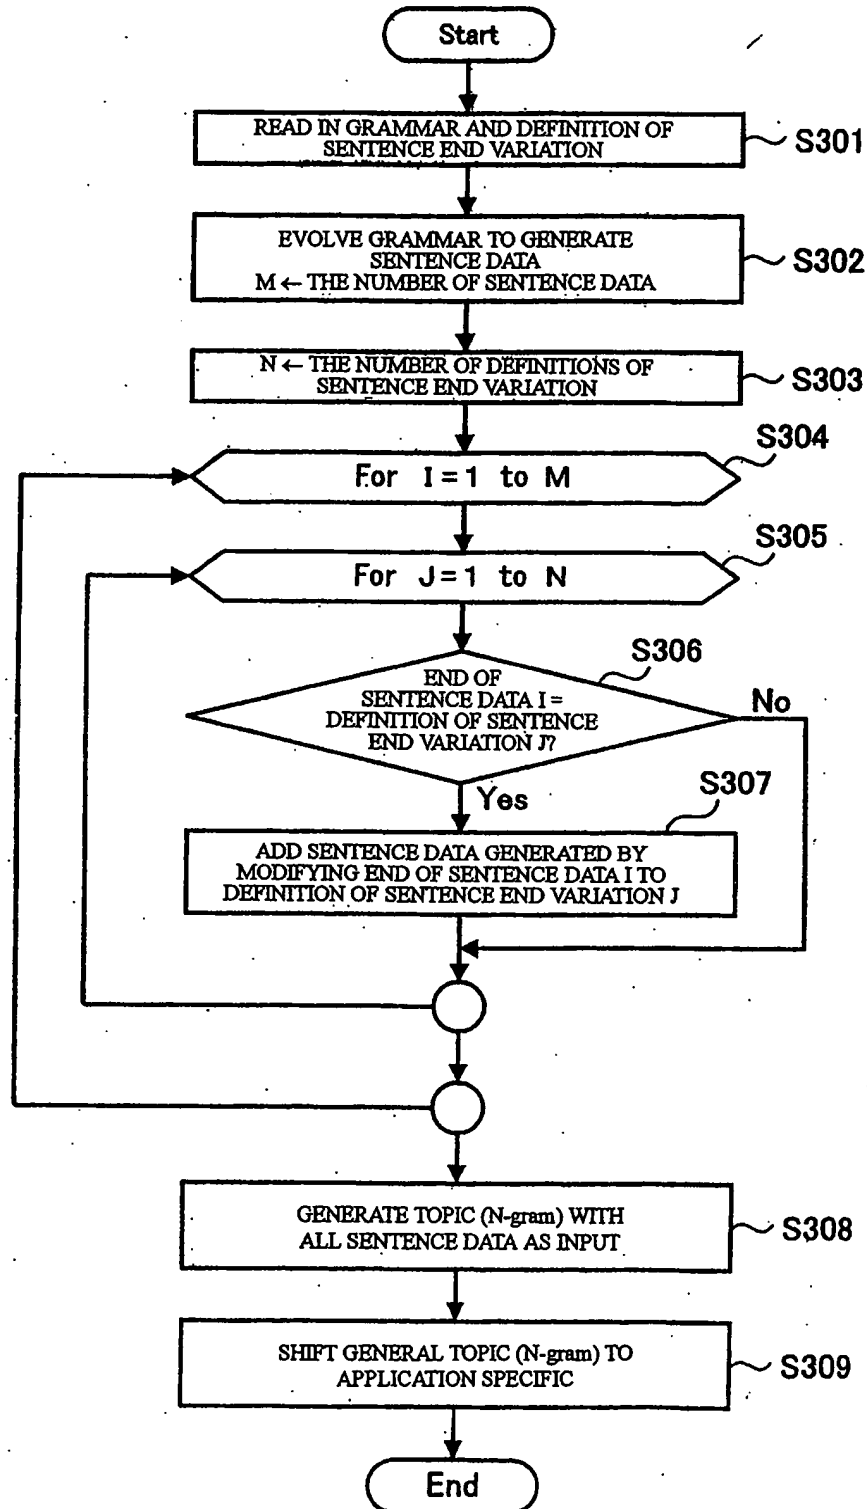 Start
READ IN GRAMMAR AND DEFINITION OF
SENTENCE END VARIATION
S301
EVOLVE GRAMMAR TO GENERATE
SENTENCE DATA
M ← THE NUMBER OF SENTENCE DATA
S302
N ← THE NUMBER OF DEFINITIONS OF
SENTENCE END VARIATION
S303
S304
For I=1 to M
S305
For J=1 to N
S306
END OF
SENTENCE DATA I =
DEFINITION OF SENTENCE
END VARIATION J?
No
Yes
S307
ADD SENTENCE DATA GENERATED BY
MODIFYING END OF SENTENCE DATA I TO
DEFINITION OF SENTENCE END VARIATION J
GENERATE TOPIC (N-gram) WITH
ALL SENTENCE DATA AS INPUT
S308
SHIFT GENERAL TOPIC (N-gram) TO
APPLICATION SPECIFIC
S309
End